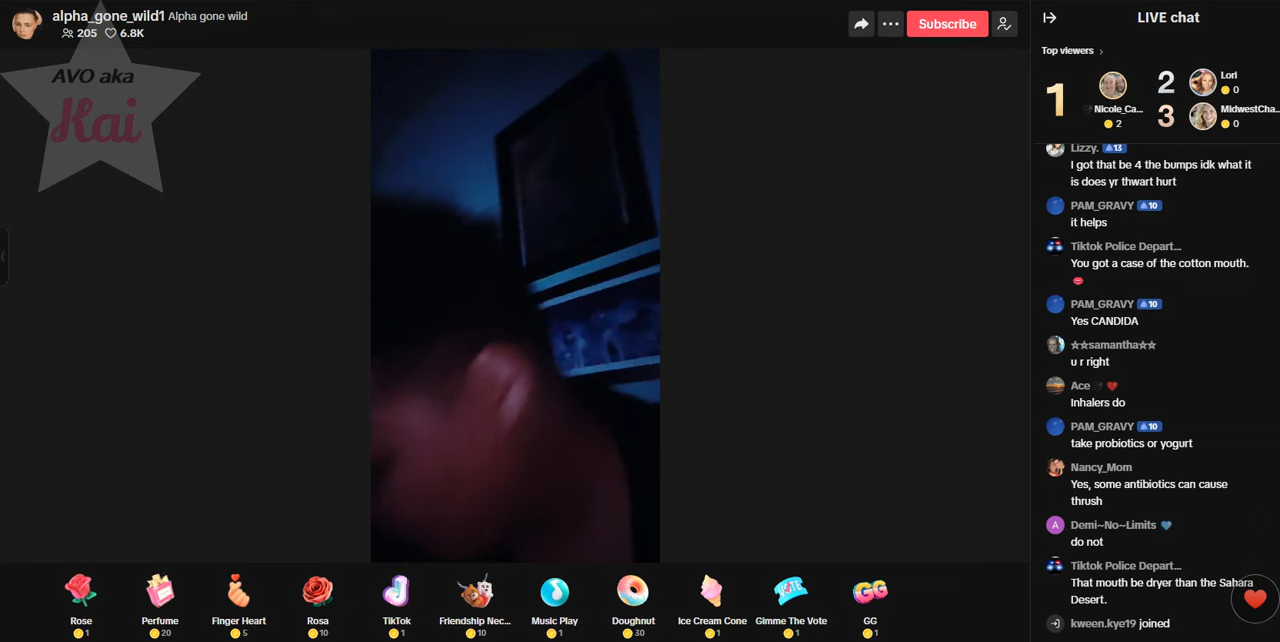 alpha_gone_wild1 Alpha gone wild
205 6.8K
Subscribe
AVO aka
Kai
LIVE chat
Top viewers
1
Nicole_Ca...
2
2
Lorl
0
3
MidwestCha...
0
Lizzy. 13
I got that be 4 the bumps idk what it
is does yr thwart hurt
PAM_GRAVY 10
it helps
Tiktok Police Depart...
You got a case of the cotton mouth.
PAM_GRAVY 10
Yes CANDIDA
☆☆samantha☆☆
u r right
Ace
Inhalers do
PAM_GRAVY 10
take probiotics or yogurt
Nancy_Mom
Yes, some antibiotics can cause
thrush
A Demi~No~Limits
do not
Tiktok Police Depart...
That mouth be dryer than the Sahara
Desert.
kween.kye19 joined
Rose
1
Perfume
20
Finger Heart
5
Rosa
10
TikTok
1
Friendship Nec...
10
Music Play
1
Doughnut
30
Ice Cream Cone
1
VOTE
Gimme The Vote
1
GG
GG
1